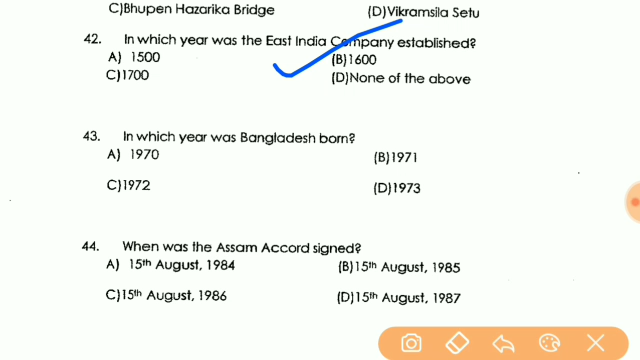 C)Bhupen Hazarika Bridge (D)Vikramsila Setu
42. In which year was the East India Company established?
A) 1500 (B)1600
C)1700 (D)None of the above
43. In which year was Bangladesh born?
A) 1970 (B)1971
C)1972 (D)1973
44. When was the Assam Accord signed?
A) 15th August, 1984 (B)15th August, 1985
C)15th August, 1986 (D)15th August, 1987